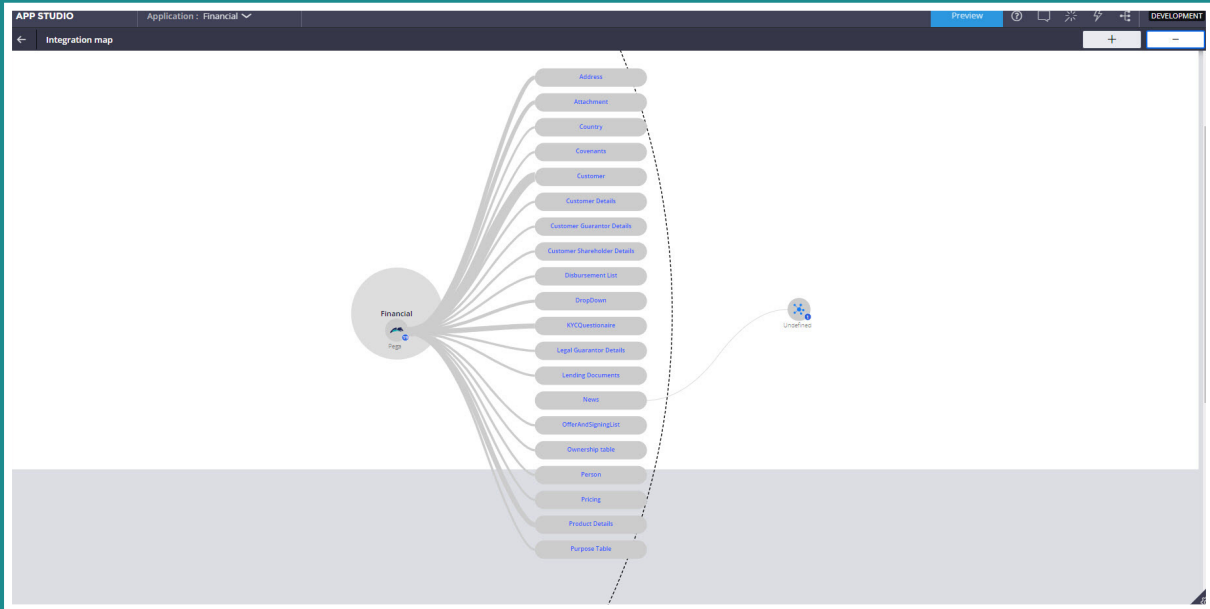 APP STUDIO
Application : Financial
Preview
DEVELOPMENT
Integration map
+
−
Address
Attachment
Country
Covenants
Customer
Customer Details
Customer Guarantor Details
Customer Shareholder Details
Disbursement List
DropDown
Financial
KYCQuestionaire
Undefined
Pega
Legal Guarantor Details
Lending Documents
News
OfferAndSigningList
Ownership table
Person
Pricing
Product Details
Purpose Table